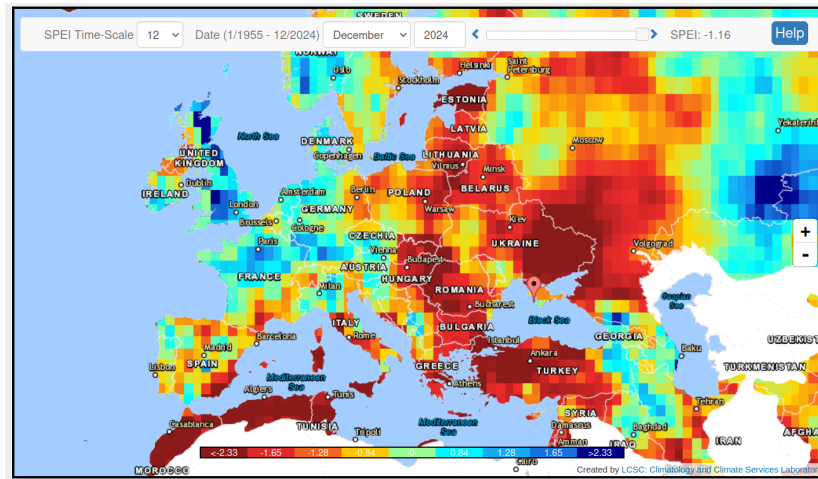 SWEDEN
SPEI Time-Scale 12 Date (1/1955 - 12/2024) December 2024 SPEI: -1.16 Help
NORWAY
Oslo
Helsinki
Saint
Petersburg
Stockholm
ESTONIA
Yekaterin
North Sea
LATVIA
Moscow
DENMARK
Copenhagen
Baltic Sea
LITHUANIA
UNITED
KINGDOM
Vilnius
Minsk
Dublin
IRELAND
Amsterdam
Berlin
POLAND
BELARUS
London
GERMANY
Warsaw
Brussels
Cologne
Kiev
+
CZECHIA
Paris
UKRAINE
Volgograd
Vienna
-
Budapest
AUSTRIA
FRANCE
HUNGARY
Milan
ROMANIA
Caspian
Sea
Bucharest
ITALY
Black Sea
BULGARIA
Rome
Barcelona
GEORGIA
Istanbul
UZBEKIST
Madrid
Baku
Ankara
SPAIN
Lisbon
GREECE
TURKEY
TURKMENISTAN
Mediterranean
Sea
Athens
Algiers
Tunis
Tehran
SYRIA
Casablanca
TUNISIA
Mediterranean
Sea
Damascus
Baghdad
Tripoli
AFGHA
Amman
IRAQ
IRAN
<-2.33 -1.65 -1.28 -0.84 0 0.84 1.28 1.65 >2.33
Cairo
MOROCCO
Created by LCSC: Climatology and Climate Services Laborator